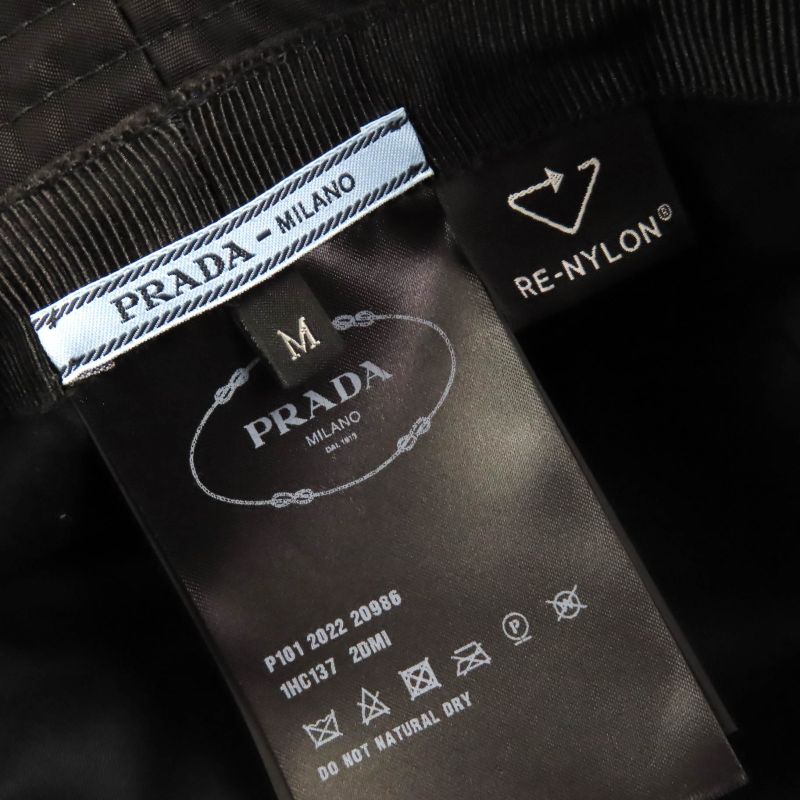 PRADA - MILANO
M
RE-NYLON®
PRADA
MILANO
DAL 1913
P101 2022 20986
1HC137 2DMI
P
W
DO NOT NATURAL DRY